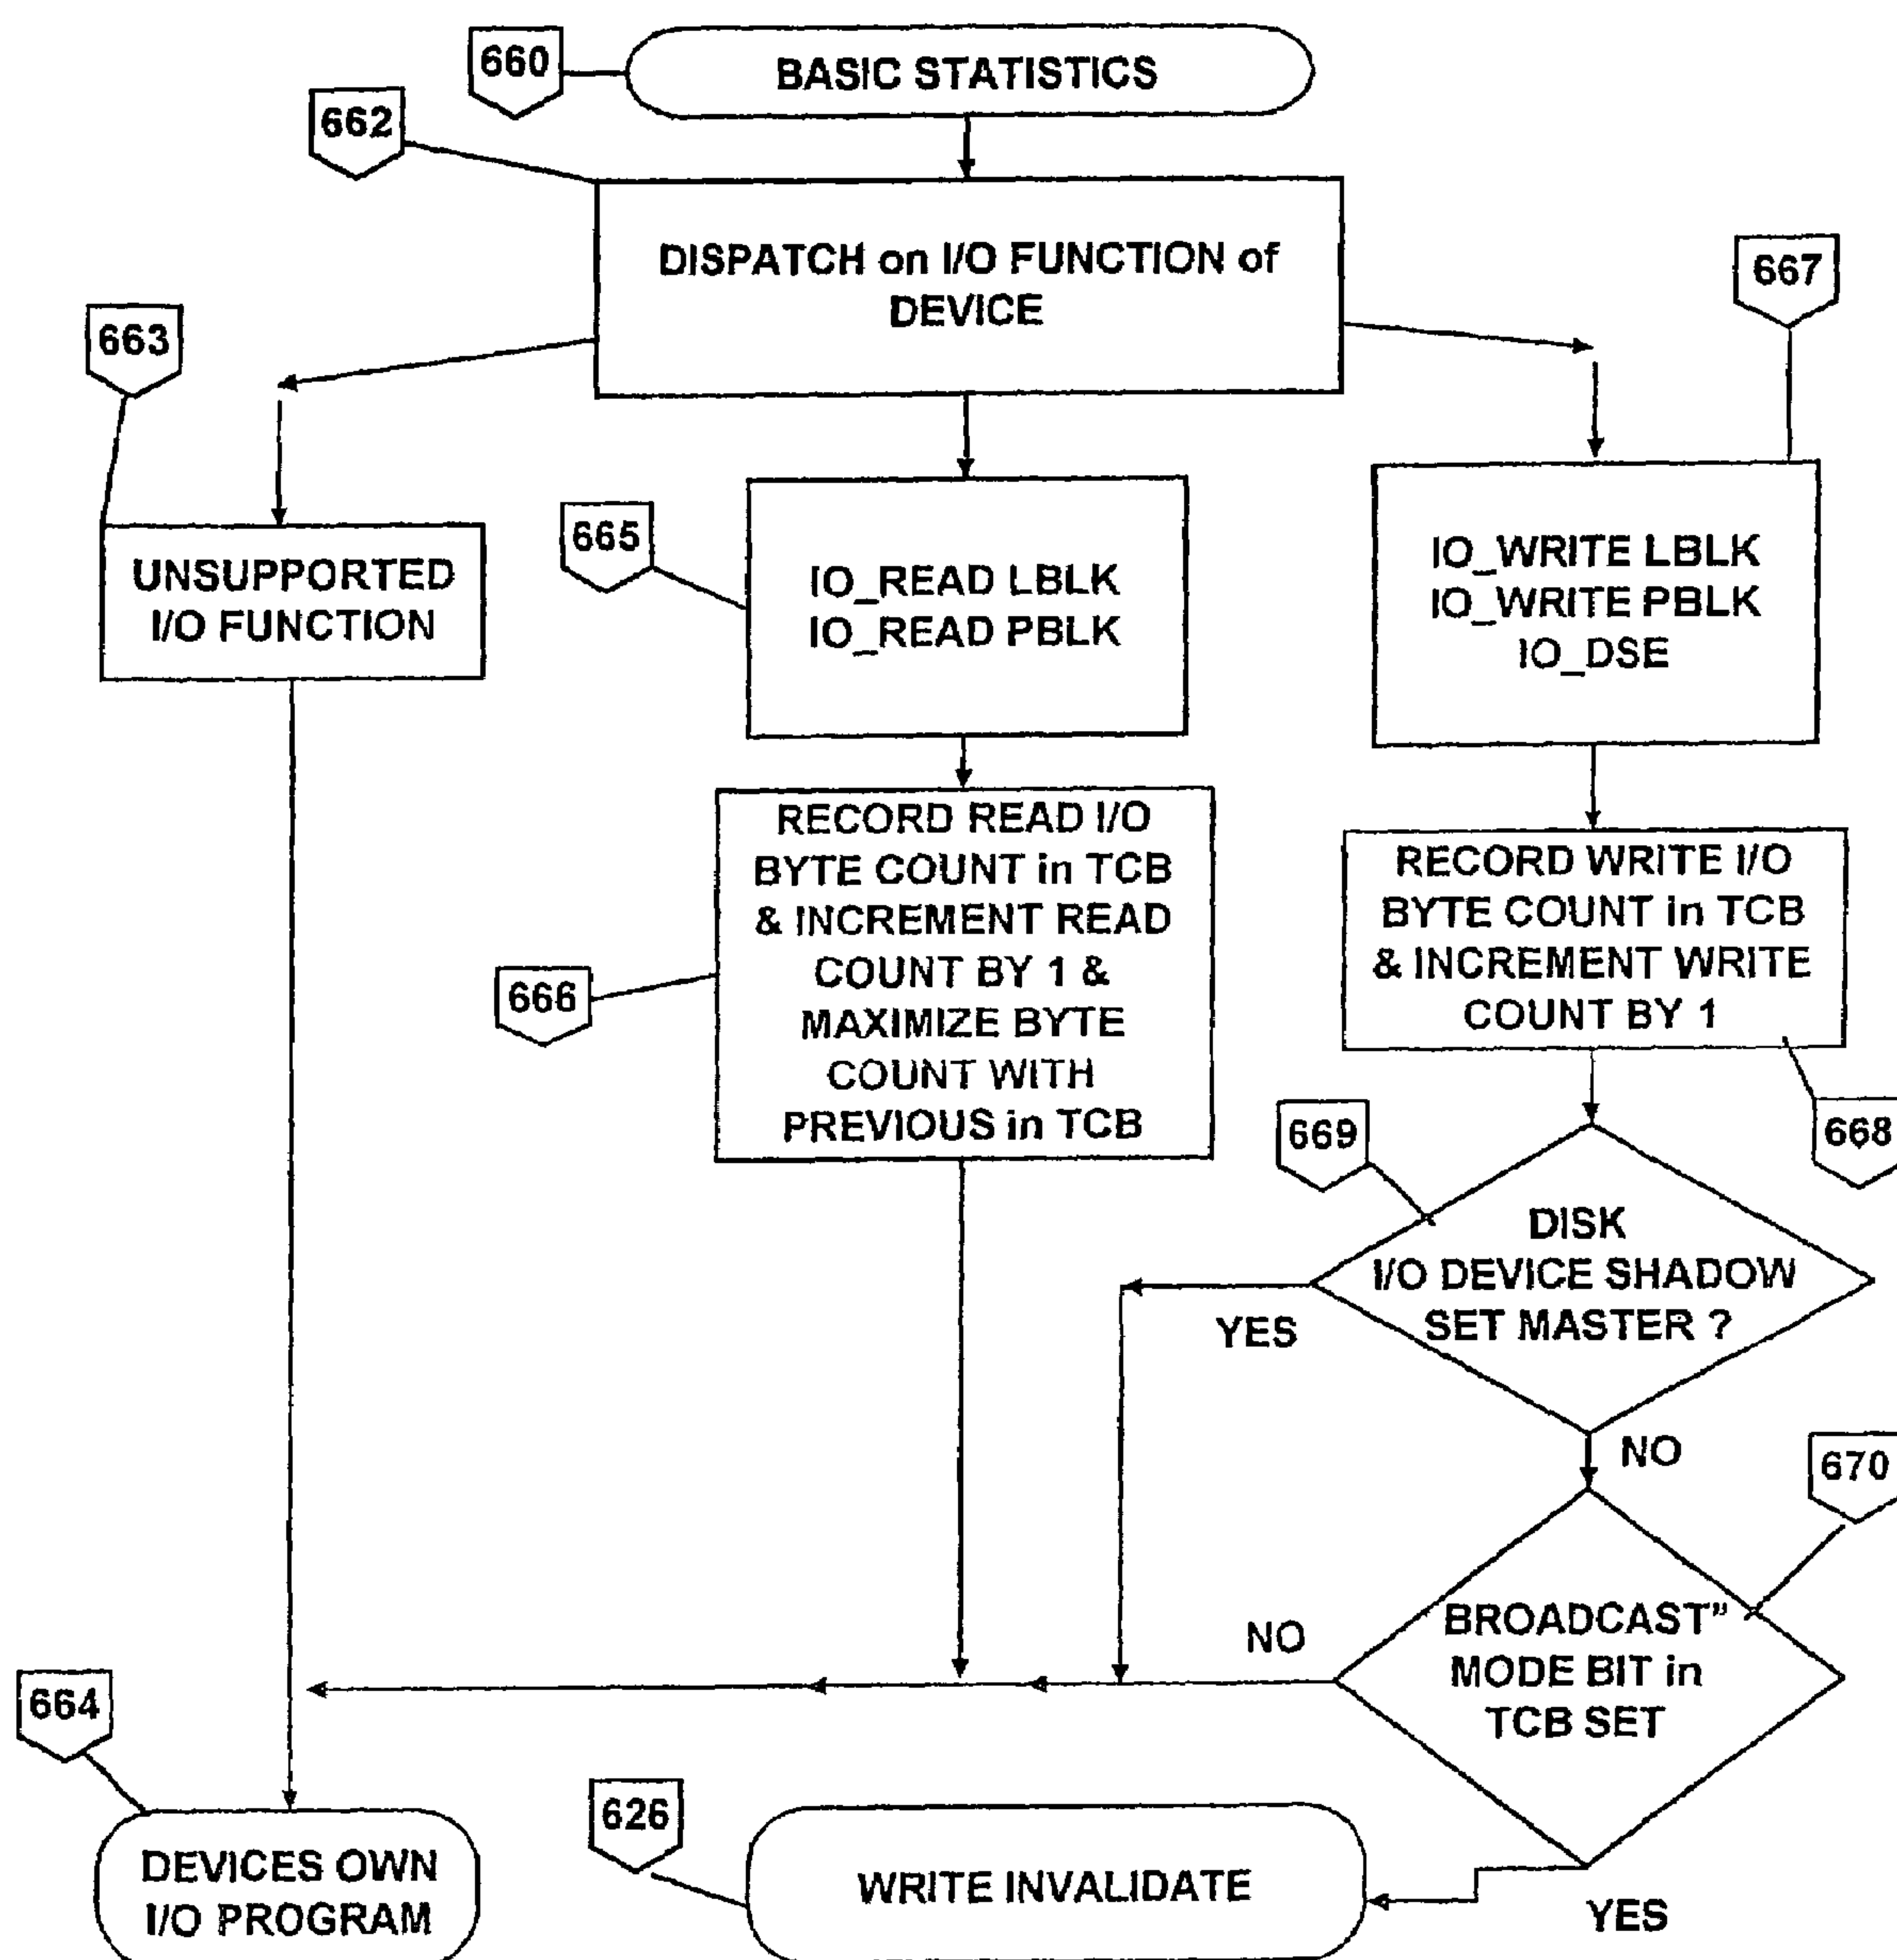 660
BASIC STATISTICS
662
DISPATCH on I/O FUNCTION of
DEVICE
667
663
UNSUPPORTED
I/O FUNCTION
665
IO_READ LBLK
IO_READ PBLK
IO_WRITE LBLK
IO_WRITE PBLK
IO_DSE
666
RECORD READ I/O
BYTE COUNT in TCB
& INCREMENT READ
COUNT BY 1 &
MAXIMIZE BYTE
COUNT WITH
PREVIOUS in TCB
RECORD WRITE I/O
BYTE COUNT in TCB
& INCREMENT WRITE
COUNT BY 1
668
669
DISK
I/O DEVICE SHADOW
SET MASTER ?
YES
NO
670
BROADCAST”
MODE BIT in
TCB SET
NO
YES
664
DEVICES OWN
I/O PROGRAM
626
WRITE INVALIDATE